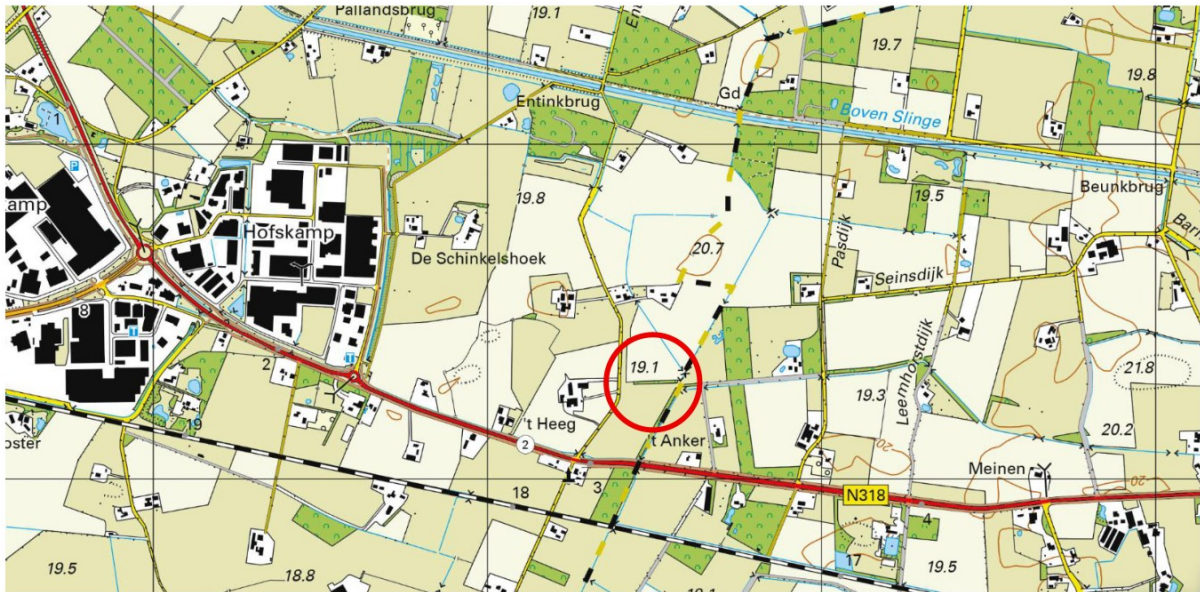 Pallandsbrug
19.1
19.7
19.8
Entinkbrug
Gd
Boven Slinge
1
P
19.8
19.5
Beunkbrug
Hofskamp
De Schinkelshoek
20.7
Pasdijk
Seinsdijk
8
T
2
T
19.1
Leemhorstdijk
21.8
19.3
19
't Heeg
't Anker
20.2
2
20
Meinen
20
18
3
N318
4
17
19.5
18.8
19.5